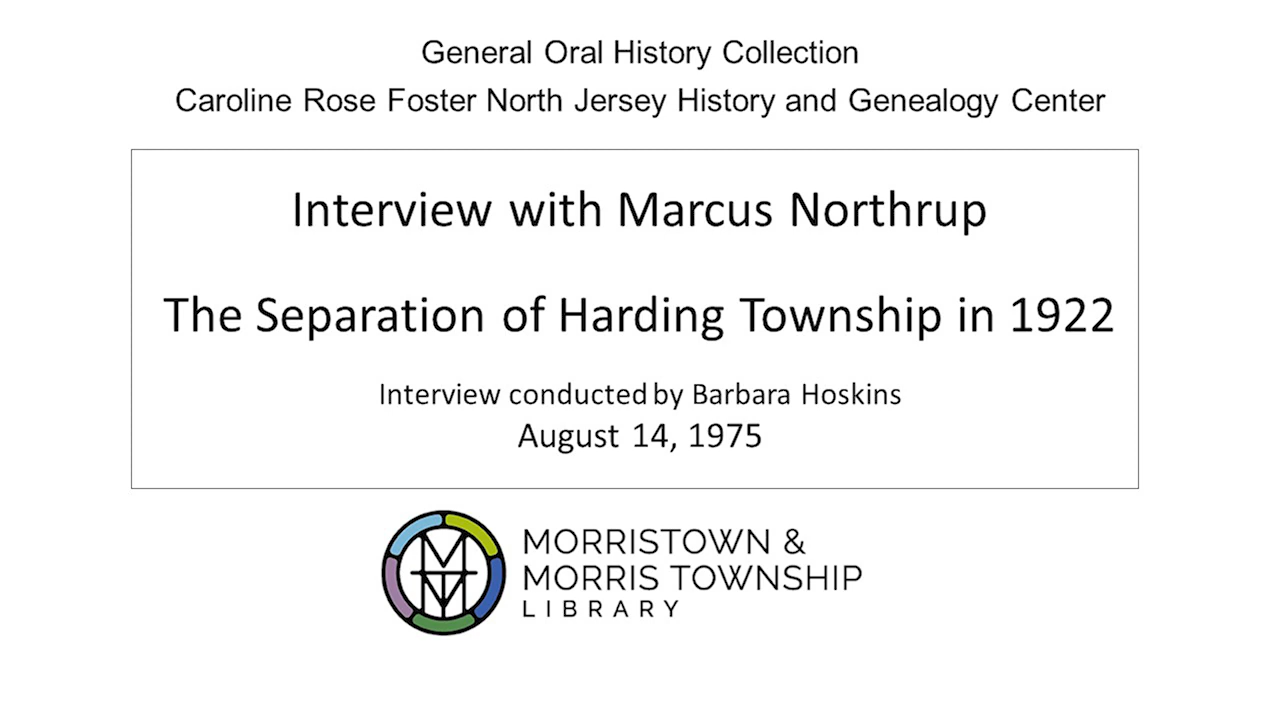 General Oral History Collection
Caroline Rose Foster North Jersey History and Genealogy Center
Interview with Marcus Northrup
The Separation of Harding Township in 1922
Interview conducted by Barbara Hoskins
August 14, 1975
MORRISTOWN &
MORRIS TOWNSHIP
LIBRARY